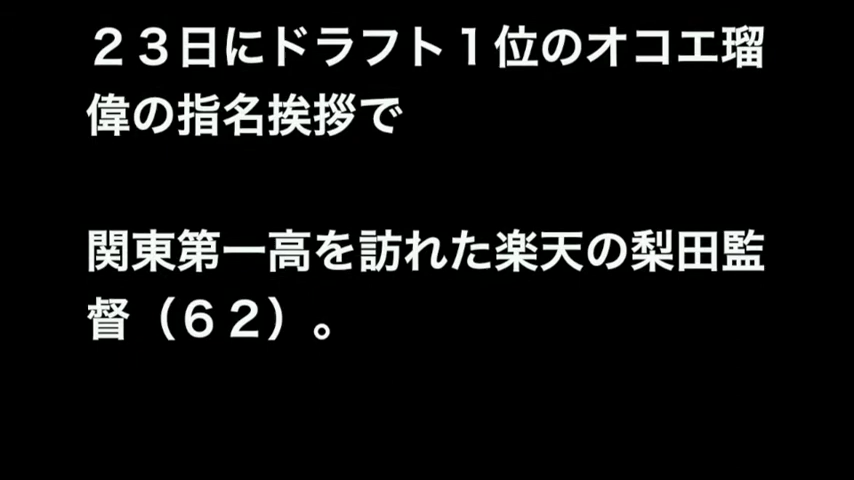 ２３日にドラフト１位のオコエ瑠
偉の指名挨拶で
関東第一高を訪れた楽天の梨田監
督（６２）。